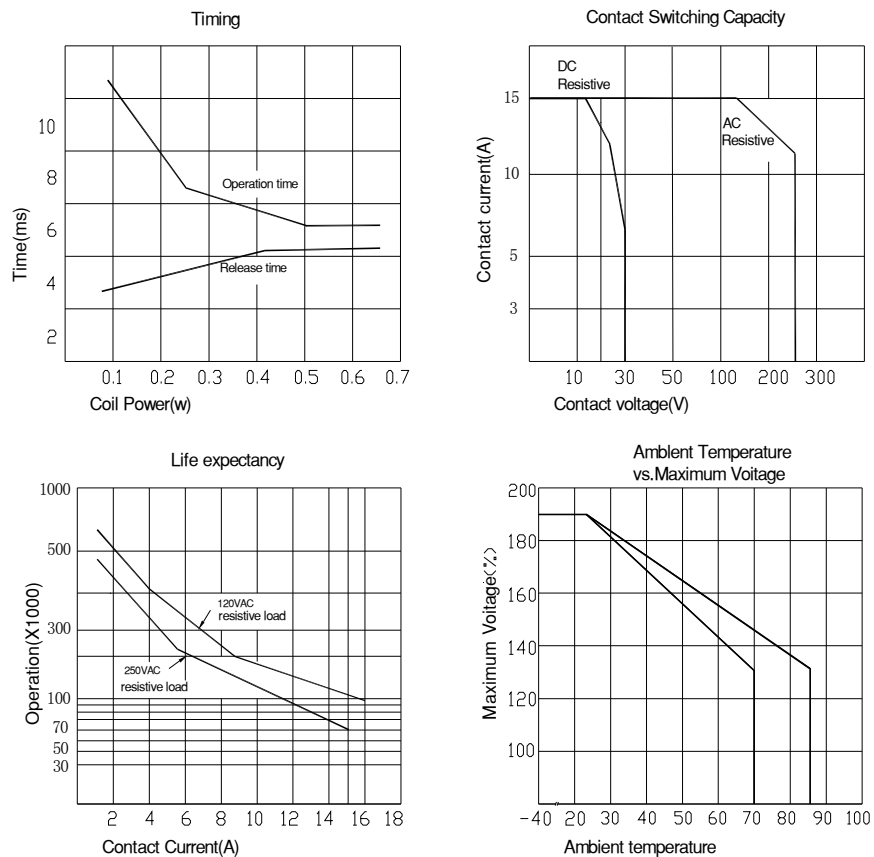 Timing
10
8
6
4
2
Time(ms)
Operation time
Release time
0.1 0.2 0.3 0.4 0.5 0.6 0.7
Coil Power(w)
Contact Switching Capacity
15
10
5
3
Contact current(A)
DC
Resistive
AC
Resistive
10 30 50 100 200 300
Contact voltage(V)
Life expectancy
1000
500
300
100
70
50
30
Operation(X1000)
120VAC
resistive load
250VAC
resistive load
2 4 6 8 10 12 14 16 18
Contact Current(A)
Amblent Temperature
vs.Maximum Voitage
200
180
160
140
120
100
Maximum Voitage(%)
-40 20 30 40 50 60 70 80 90 100
Ambient temperature